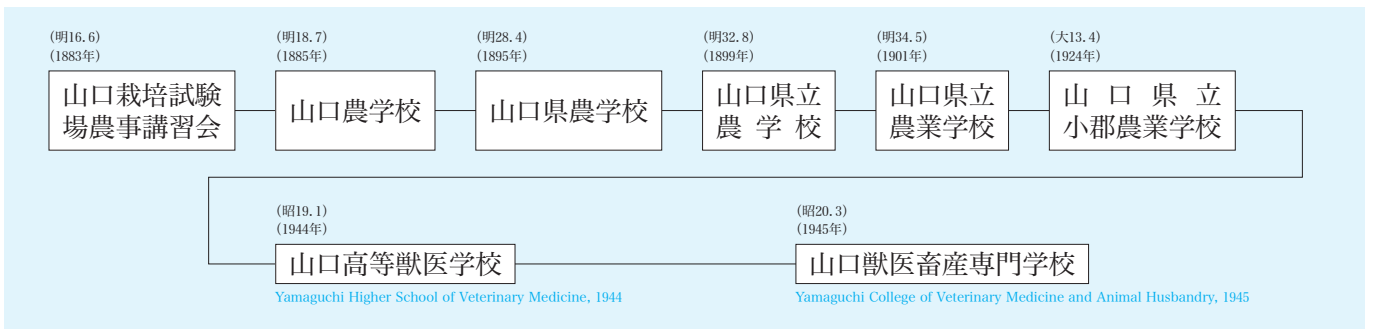 (明16.6)
(1883年)
山口栽培試験
場農事講習会
(明18.7)
(1885年)
山口農学校
(明28.4)
(1895年)
山口県農学校
(明32.8)
(1899年)
山口県立
農学校
(明34.5)
(1901年)
山口県立
農業学校
(大13.4)
(1924年)
山口県立
小郡農業学校
(昭19.1)
(1944年)
山口高等獣医学校
Yamaguchi Higher School of Veterinary Medicine, 1944
(昭20.3)
(1945年)
山口獣医畜産専門学校
Yamaguchi College of Veterinary Medicine and Animal Husbandry, 1945